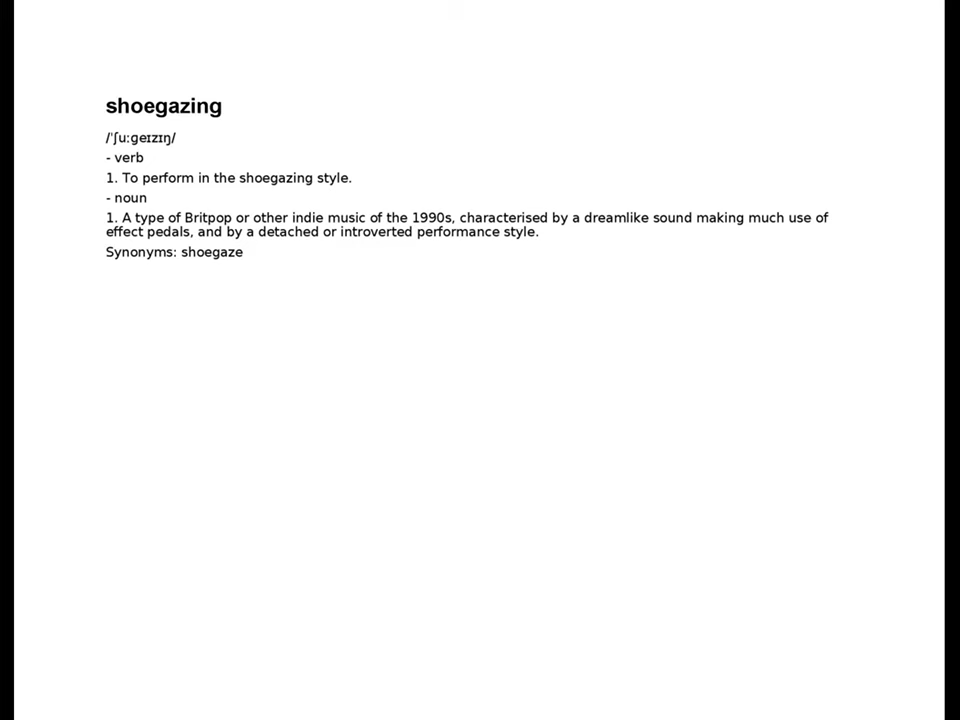 shoegazing
/ˈʃuːɡeɪzɪŋ/
- verb
1. To perform in the shoegazing style.
- noun
1. A type of Britpop or other indie music of the 1990s, characterised by a dreamlike sound making much use of
effect pedals, and by a detached or introverted performance style.
Synonyms: shoegaze